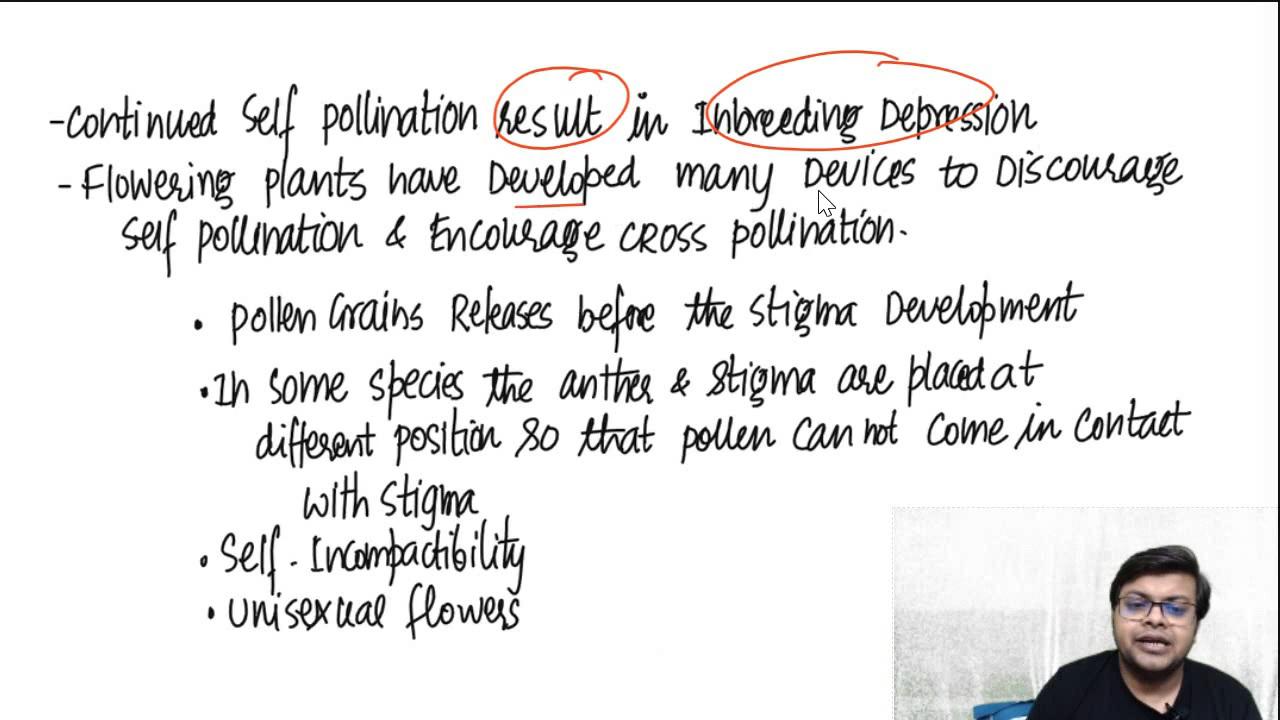 -Continued Self pollination result in Inbreeding Depression
- Flowering plants have Developed many Devices to Discourage
Self pollination & Encourage cross pollination.
• pollen Grains Releases before the Stigma Development
• In some species the anther & stigma are placed at
different position so that pollen can not come in contact
with stigma
• Self - Incompactibility
• Unisexual flowers